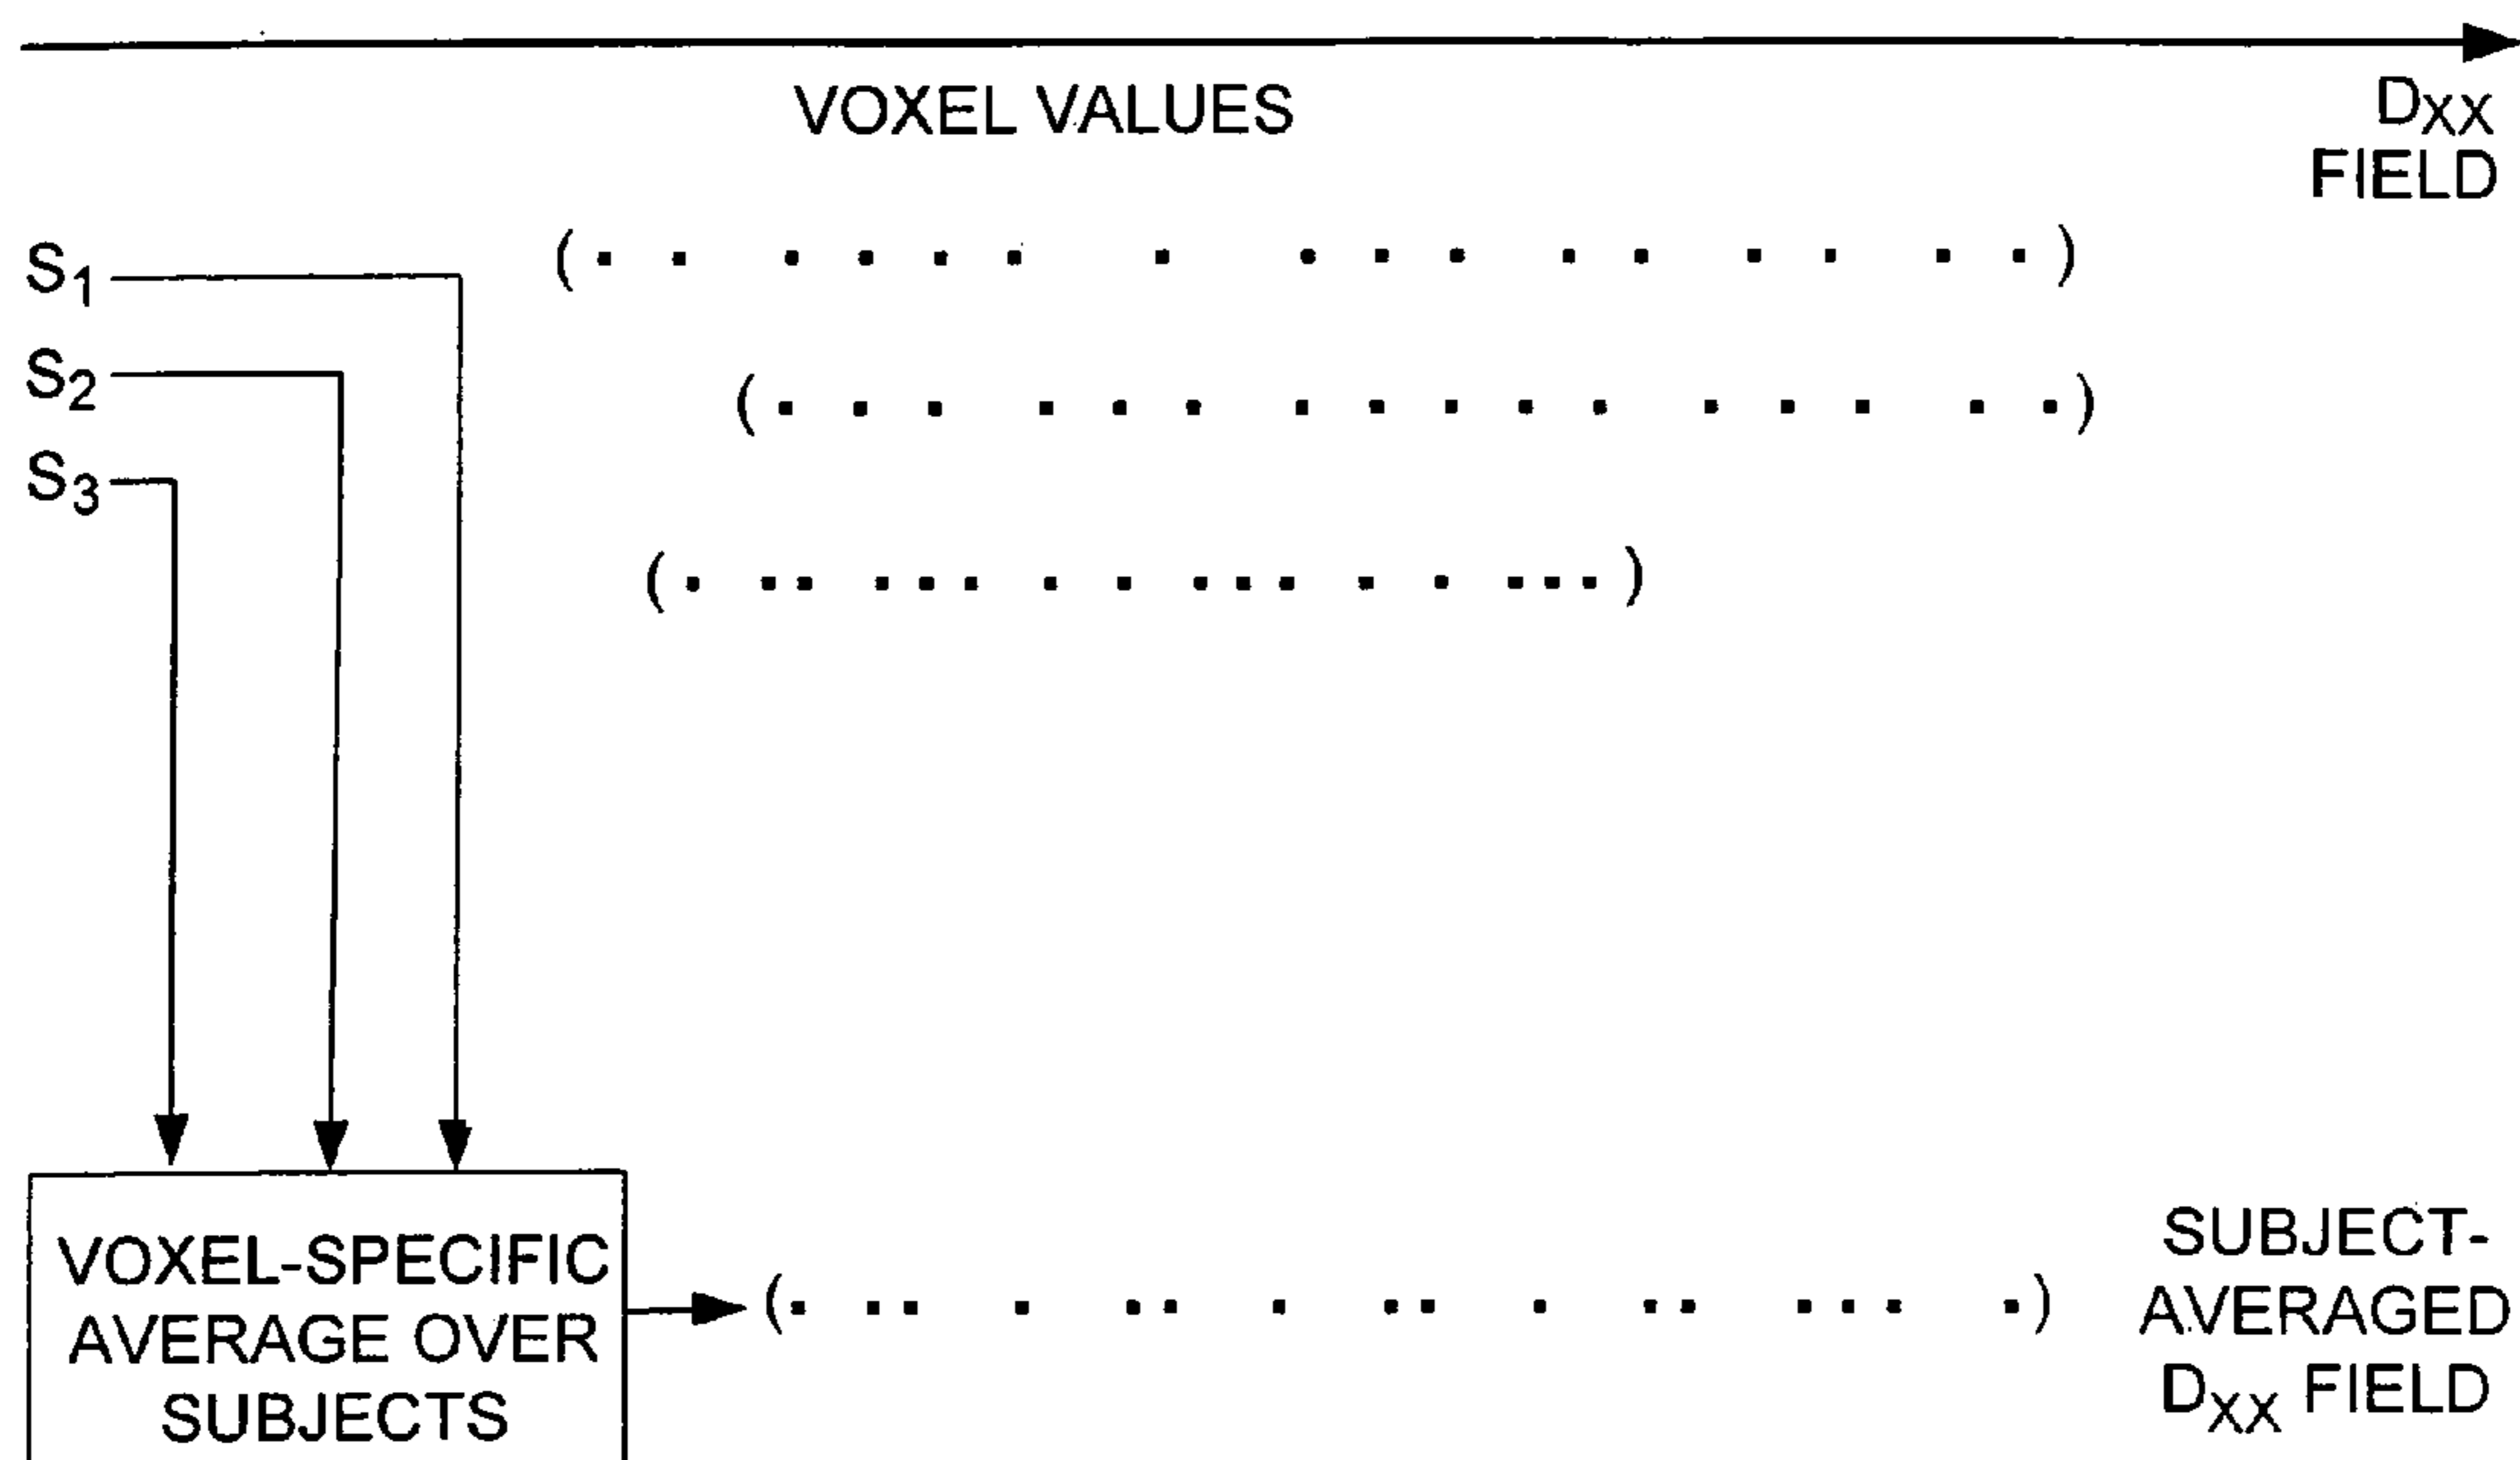 VOXEL VALUES
DXX
FIELD
S1
S2
S3
VOXEL-SPECIFIC
AVERAGE OVER
SUBJECTS
SUBJECT-
AVERAGED
DXX FIELD